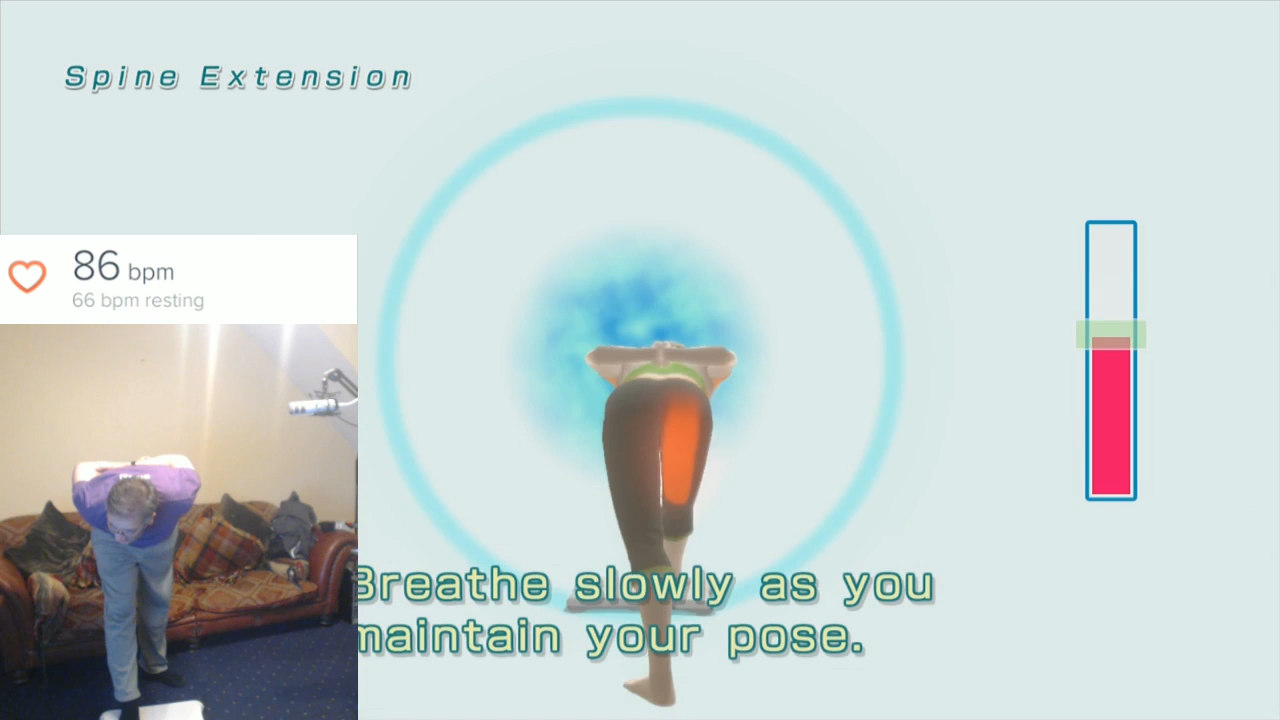 Spine Extension
86 bpm
66 bpm resting
Breathe slowly as you
maintain your pose.